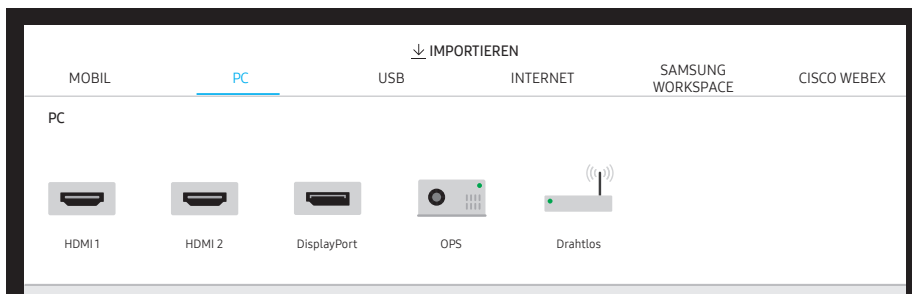 IMPORTIEREN
MOBIL
PC
USB
INTERNET
SAMSUNG
WORKSPACE
CISCO WEBEX
PC
HDMI 1
HDMI 2
DisplayPort
OPS
Drahtlos